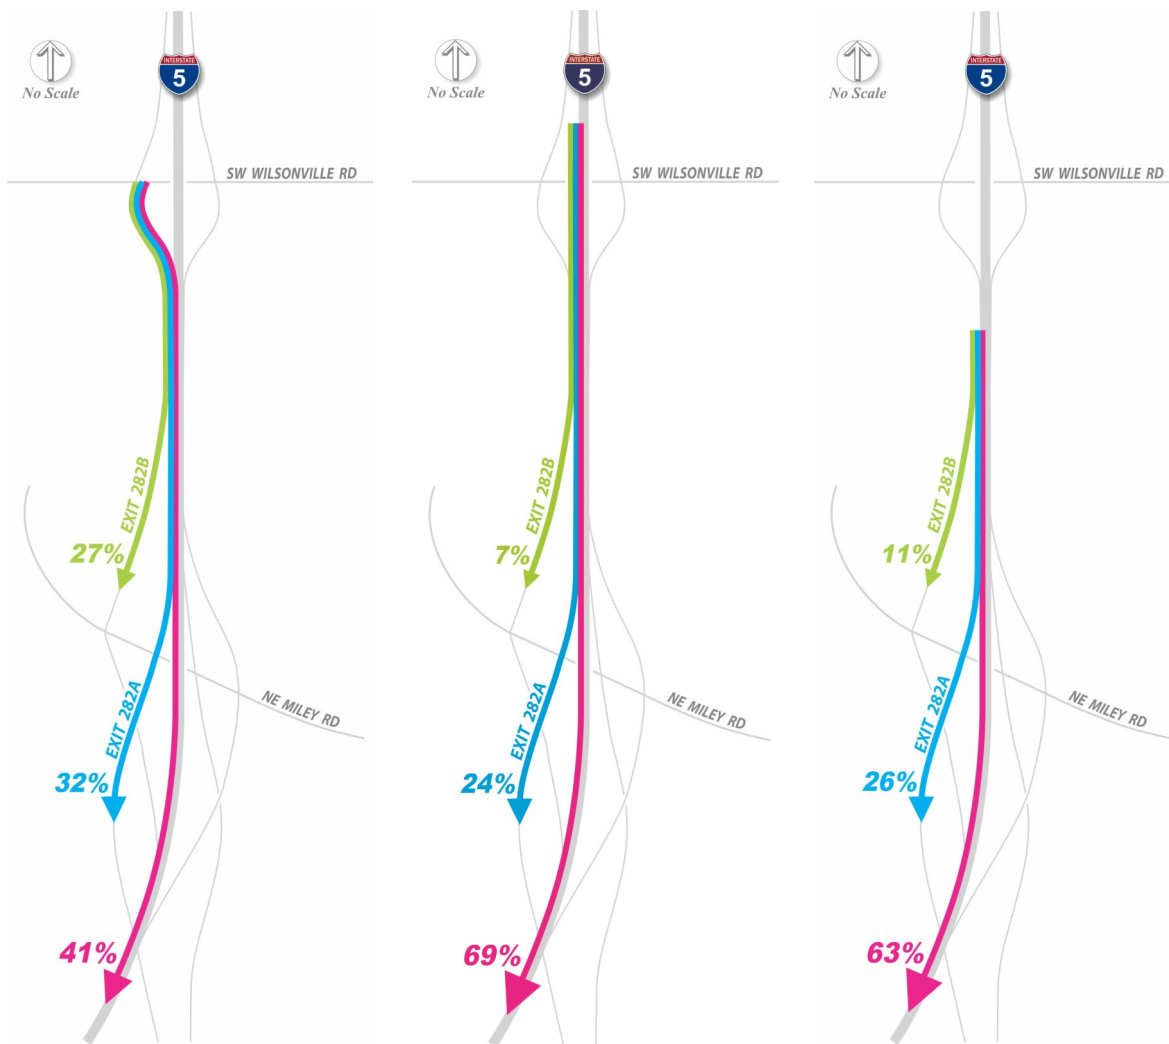 INTERSTATE
5
No Scale
SW WILSONVILLE RD
EXIT 282B
27%
NE MILEY RD
EXIT 282A
32%
41%
INTERSTATE
5
No Scale
SW WILSONVILLE RD
EXIT 282B
7%
NE MILEY RD
EXIT 282A
24%
69%
INTERSTATE
5
No Scale
SW WILSONVILLE RD
EXIT 282B
11%
NE MILEY RD
EXIT 282A
26%
63%